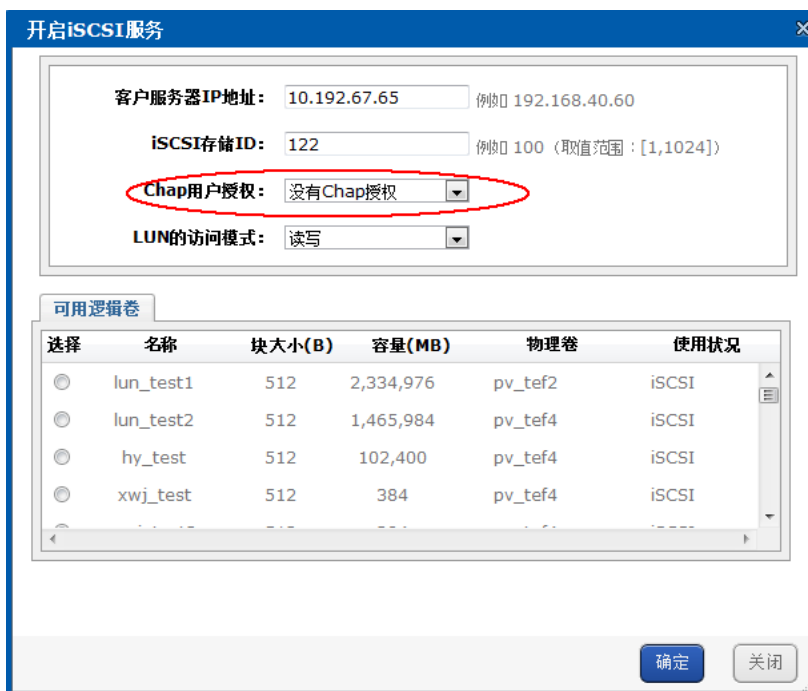 开启iSCSI服务
客户服务器IP地址： 10.192.67.65 例如 192.168.40.60
iSCSI存储ID： 122 例如 100（取值范围：[1,1024]）
Chap用户授权： 没有Chap授权
LUN的访问模式： 读写
可用逻辑卷
选择 名称 块大小(B) 容量(MB) 物理卷 使用状况
lun_test1 512 2,334,976 pv_tef2 iSCSI
lun_test2 512 1,465,984 pv_tef4 iSCSI
hy_test 512 102,400 pv_tef4 iSCSI
xwj_test 512 384 pv_tef4 iSCSI
确定 关闭